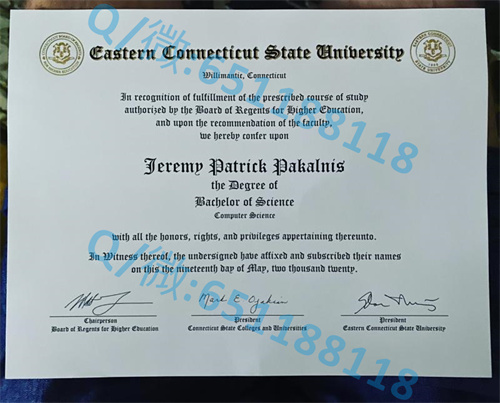 Eastern Connecticut State University
Willimantic, Connecticut
In recognition of fulfillment of the prescribed course of study
authorized by the Board of Regents for Higher Education,
and upon the recommendation of the faculty,
we hereby confer upon
Jeremy Patrick Pakalnis
the Degree of
Bachelor of Science
Computer Science
with all the honors, rights, and privileges appertaining thereunto.
In Witness thereof, the undersigned have affixed and subscribed their names
on this the nineteenth day of May, two thousand twenty.
Chairperson
Board of Regents for Higher Education
President
Connecticut State Colleges and Universities
President
Eastern Connecticut State University
Q/微:651188118
Q/微:651188118